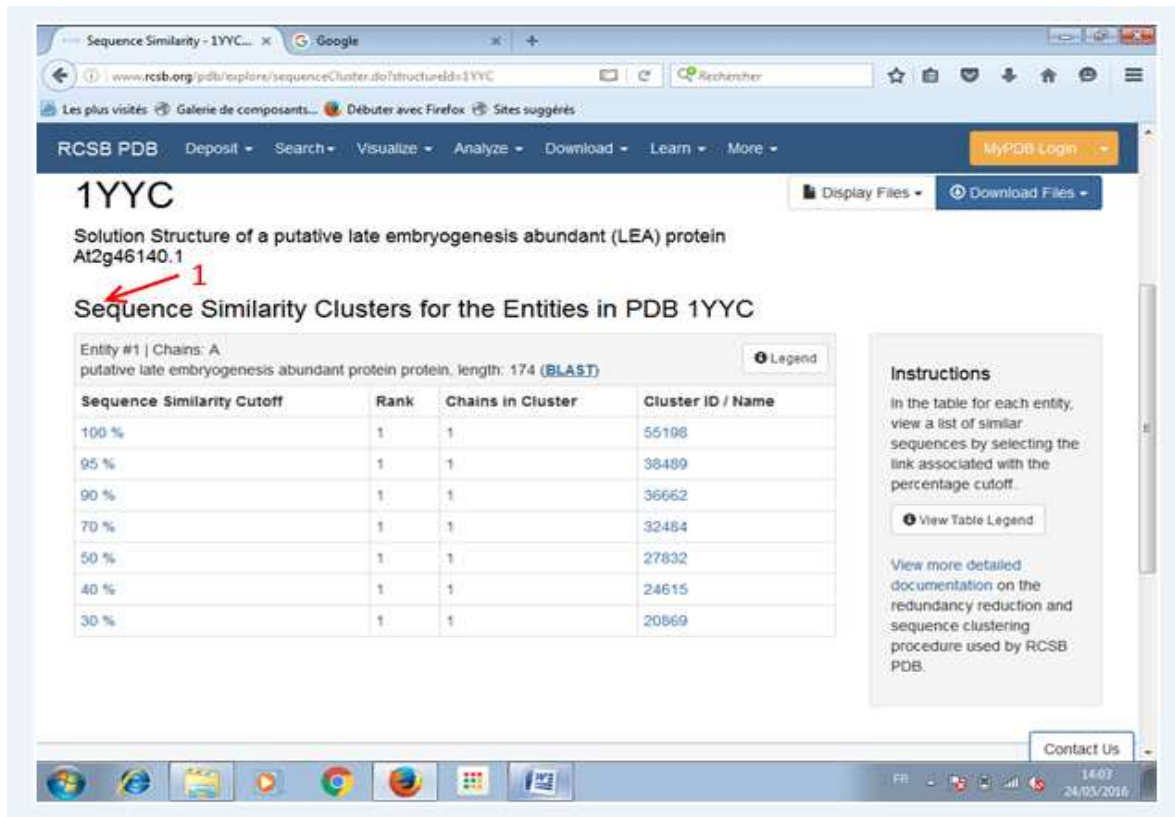 Sequence Similarity - 1YYC... × Google × +
www.rcsb.org/pdb/explore/sequenceCluster.do?structureId=1YYC Rechercher
Les plus visités Galerie de composants... Débuter avec Firefox Sites suggérés
RCSB PDB Deposit Search Visualize Analyze Download Learn More MyPDB Login
1YYC Display Files Download Files
Solution Structure of a putative late embryogenesis abundant (LEA) protein
At2g46140.1
1
Sequence Similarity Clusters for the Entities in PDB 1YYC
Entity #1 | Chains: A
putative late embryogenesis abundant protein protein, length: 174 (BLAST)
Legend
Sequence Similarity Cutoff Rank Chains in Cluster Cluster ID / Name
100 % 1 1 55198
95 % 1 1 38489
90 % 1 1 36662
70 % 1 1 32484
50 % 1 1 27832
40 % 1 1 24615
30 % 1 1 20869
Instructions
In the table for each entity,
view a list of similar
sequences by selecting the
link associated with the
percentage cutoff.
View Table Legend
View more detailed
documentation on the
redundancy reduction and
sequence clustering
procedure used by RCSB
PDB.
Contact Us
FR 14:03
24/05/2016